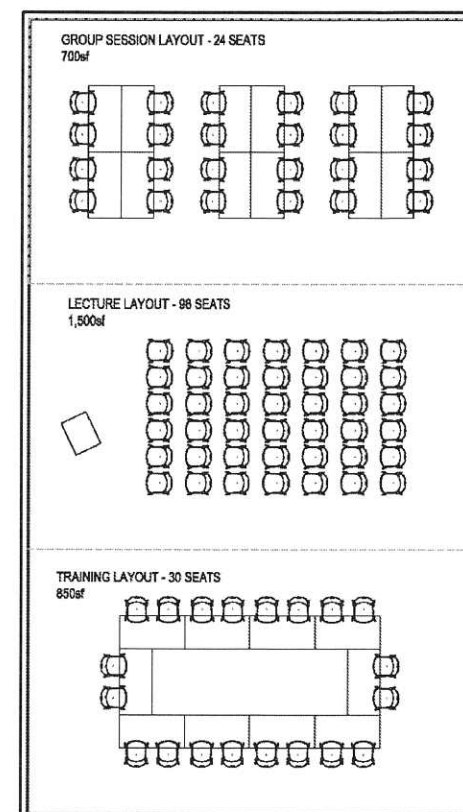 GROUP SESSION LAYOUT - 24 SEATS
700sf
LECTURE LAYOUT - 98 SEATS
1,500sf
TRAINING LAYOUT - 30 SEATS
850sf